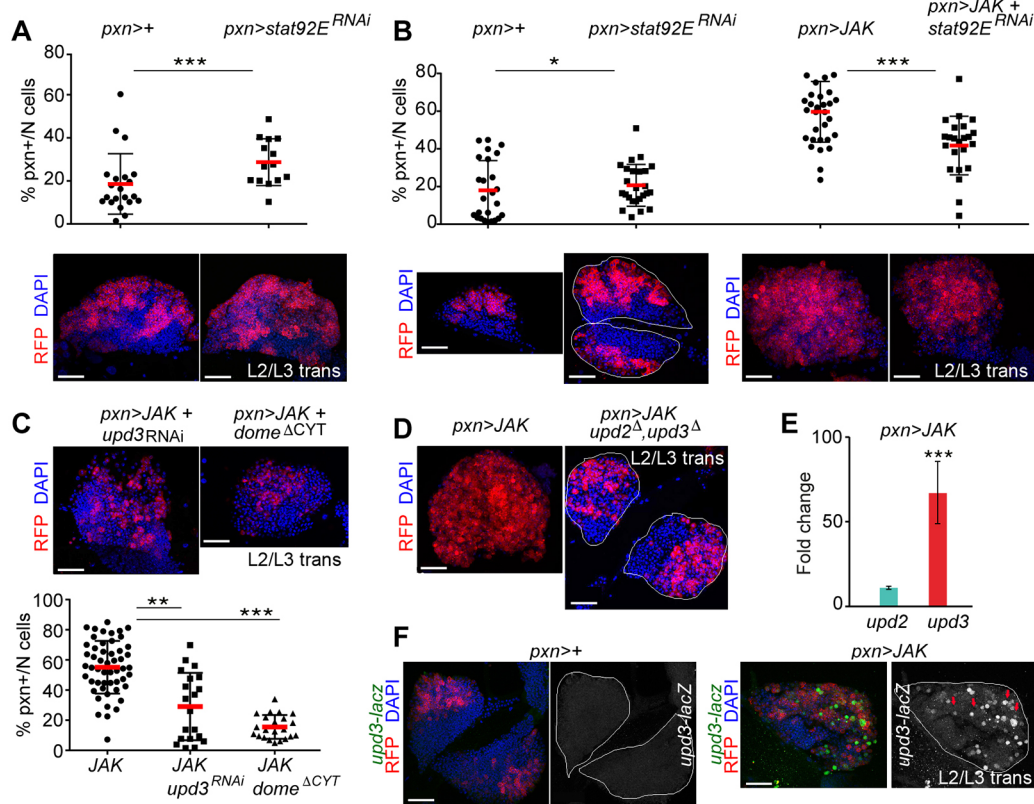 A
pxn>+
pxn>stat92E RNAi
% pxn+/N cells
80
60
40
20
0
***
RFP DAPI
L2/L3 trans
B
pxn>+
pxn>stat92E RNAi
pxn>JAK
pxn>JAK +
stat92E RNAi
% pxn+/N cells
80
60
40
20
0
*
***
RFP DAPI
RFP DAPI
L2/L3 trans
C
pxn>JAK +
upd3 RNAi
pxn>JAK +
dome ΔCYT
RFP DAPI
L2/L3 trans
% pxn+/N cells
100
80
60
40
20
0
**
***
JAK
JAK
upd3 RNAi
JAK
dome ΔCYT
D
pxn>JAK
pxn>JAK
upd2Δ,upd3Δ
L2/L3 trans
RFP DAPI
E
pxn>JAK
***
Fold change
100
50
0
upd2
upd3
F
pxn>+
pxn>JAK
upd3-lacz
RFP DAPI
upd3-lacZ
upd3-lacz
RFP DAPI
upd3-lacZ
L2/L3 trans